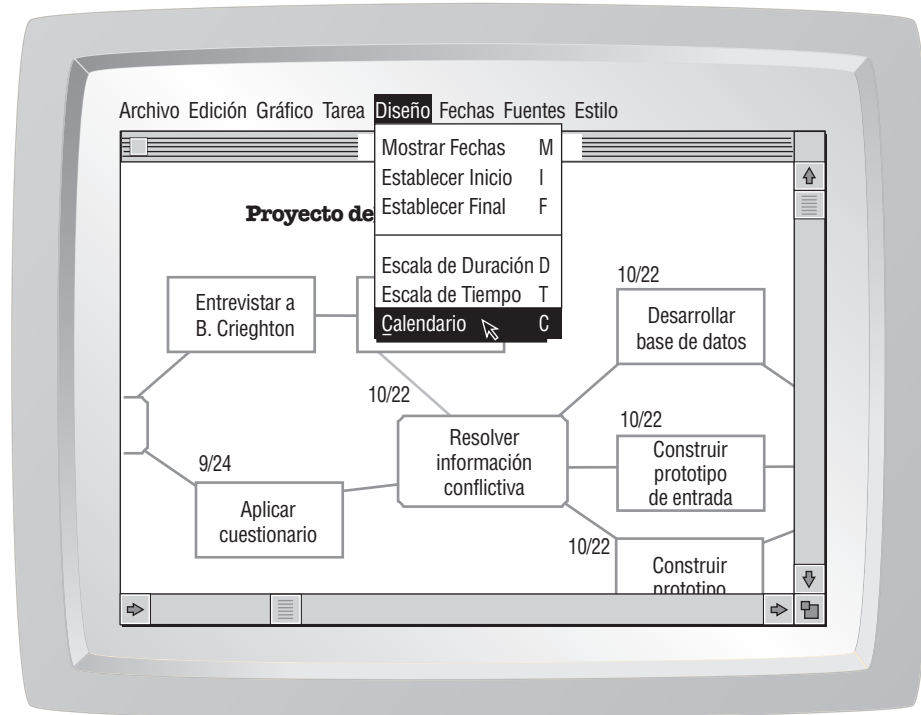 Archivo Edición Gráfico Tarea Diseño Fechas Fuentes Estilo
Mostrar Fechas M
Establecer Inicio I
Establecer Final F
Escala de Duración D
Escala de Tiempo T
Calendario C
Proyecto de
10/22
Entrevistar a
B. Crieghton
Desarrollar
base de datos
10/22
10/22
Resolver
información
conflictiva
Construir
prototipo
de entrada
9/24
Aplicar
cuestionario
10/22
Construir
prototipo